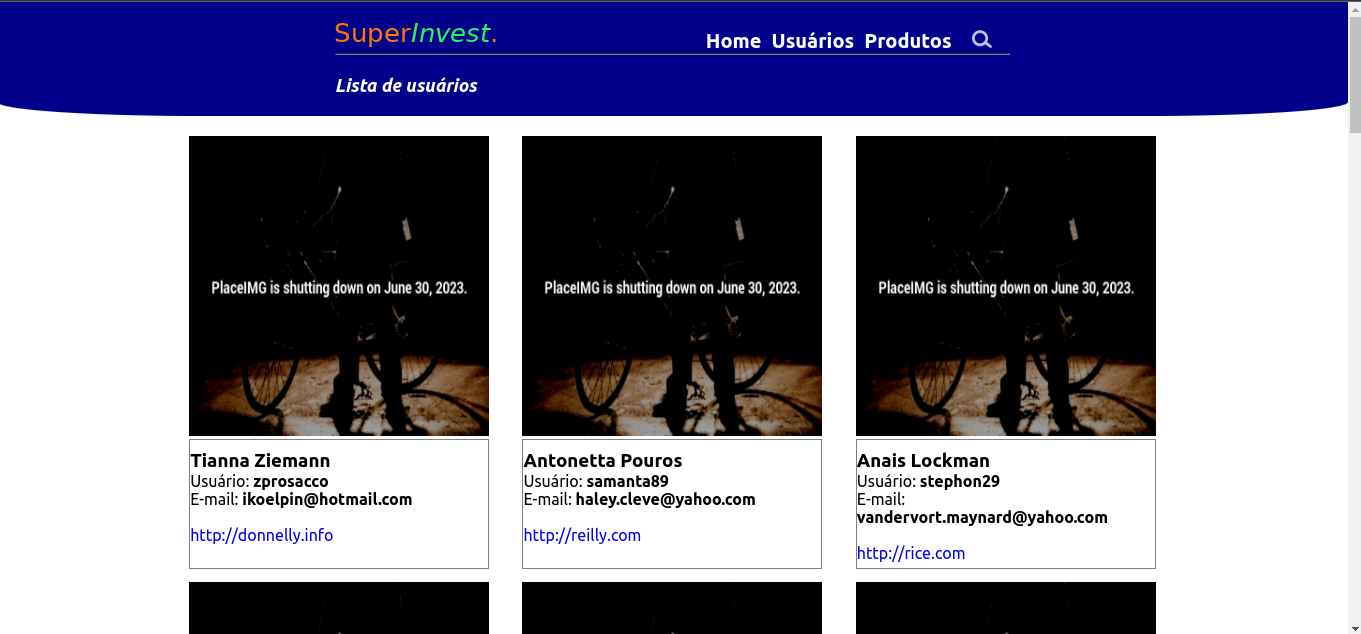 SuperInvest.
Home Usuários Produtos
Lista de usuários
PlaceIMG is shutting down on June 30, 2023.
PlaceIMG is shutting down on June 30, 2023.
PlaceIMG is shutting down on June 30, 2023.
Tianna Ziemann
Usuário: zprosacco
E-mail: ikoelpin@hotmail.com
http://donnelly.info
Antonetta Pouros
Usuário: samanta89
E-mail: haley.cleve@yahoo.com
http://reilly.com
Anais Lockman
Usuário: stephon29
E-mail:
vandervort.maynard@yahoo.com
http://rice.com